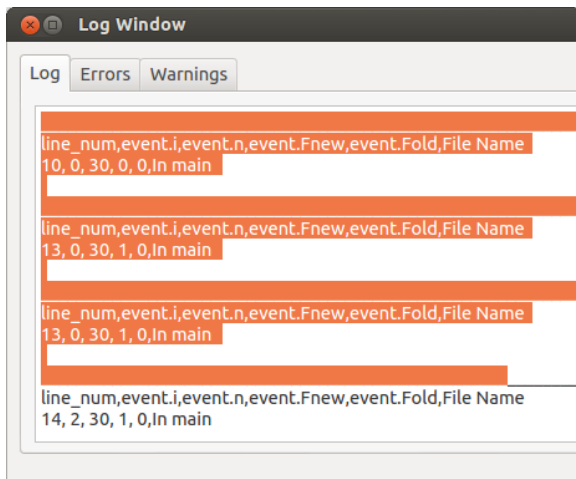 Log Window
Log Errors Warnings
line_num,event.i,event.n,event.Fnew,event.Fold,File Name
10, 0, 30, 0, 0,In main
line_num,event.i,event.n,event.Fnew,event.Fold,File Name
13, 0, 30, 1, 0,In main
line_num,event.i,event.n,event.Fnew,event.Fold,File Name
13, 0, 30, 1, 0,In main
line_num,event.i,event.n,event.Fnew,event.Fold,File Name
14, 2, 30, 1, 0,In main